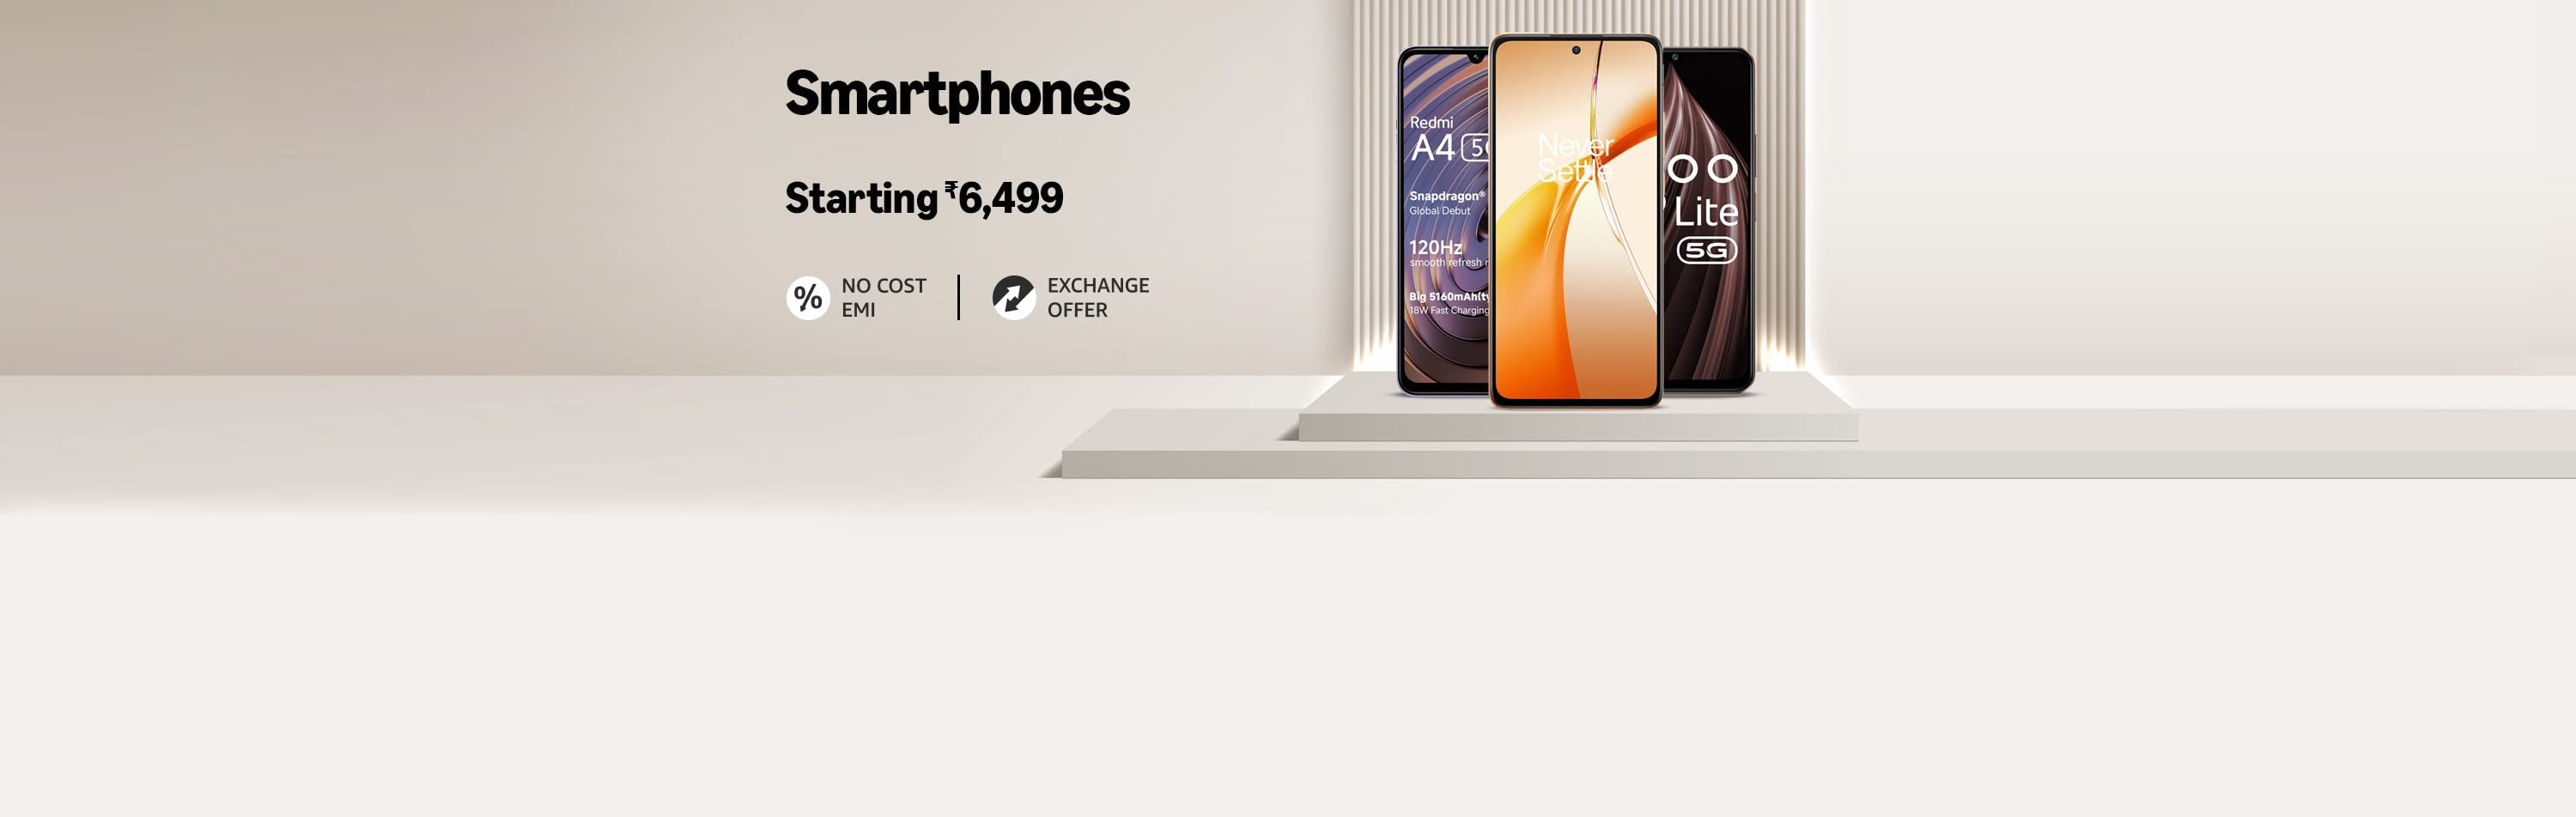 Smartphones
Starting ₹6,499
NO COST
EMI
EXCHANGE
OFFER
Redmi
A4
Snapdragon®
Global Debut
120Hz
smooth refresh
Big 5160mAh(ty
18W Fast Charging
Never
Settle
Lite
5G